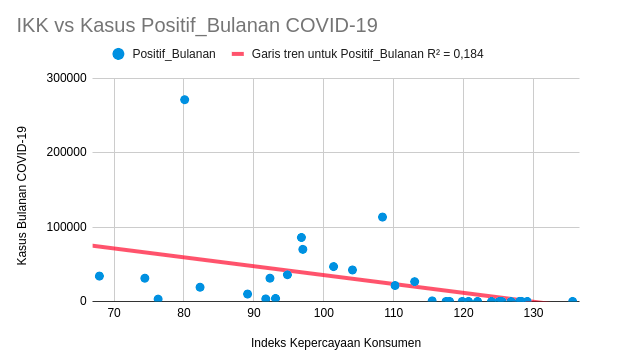 IKK vs Kasus Positif_Bulanan COVID-19
Positif_Bulanan
Garis tren untuk Positif_Bulanan R² = 0,184
300000
200000
100000
0
Kasus Bulanan COVID-19
70 80 90 100 110 120 130
Indeks Kepercayaan Konsumen